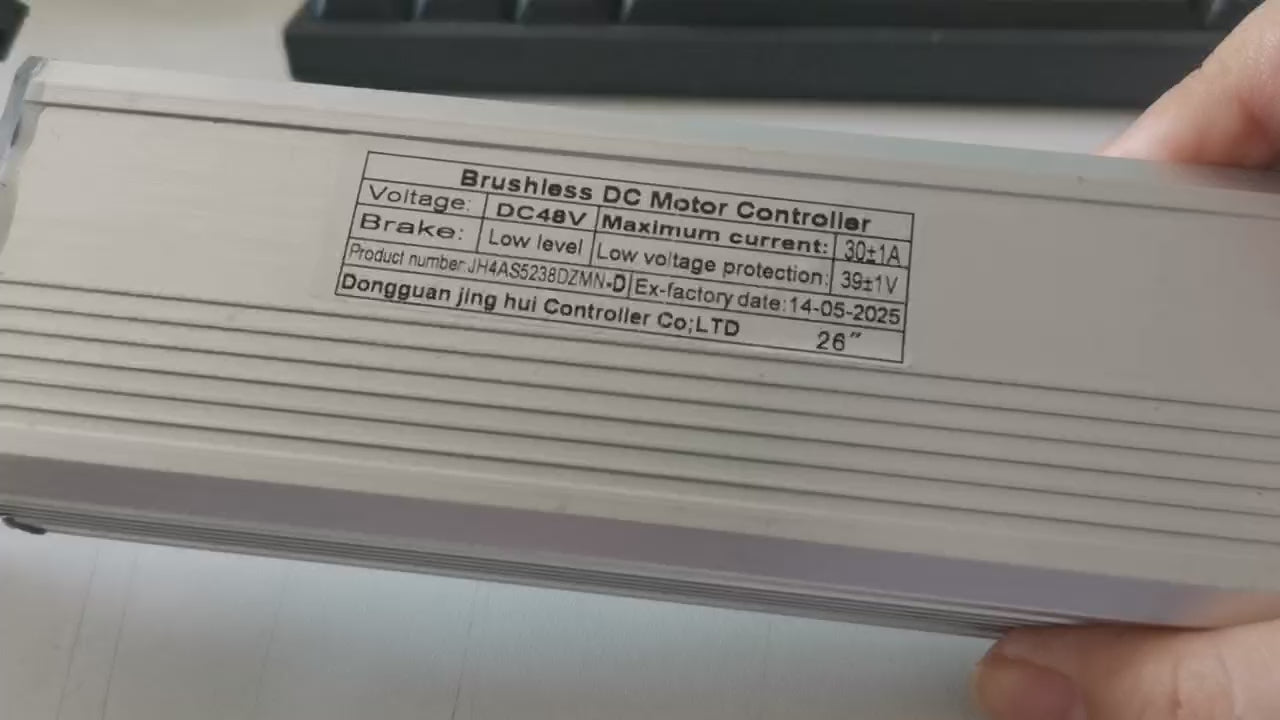 Brushless DC Motor Controller
Voltage: DC48V Maximum current: 30±1A
Brake: Low level Low voltage protection: 39±1V
Product number:JH4AS5238DZMN-D Ex-factory date:14-05-2025
Dongguan jing hui Controller Co;LTD 26″